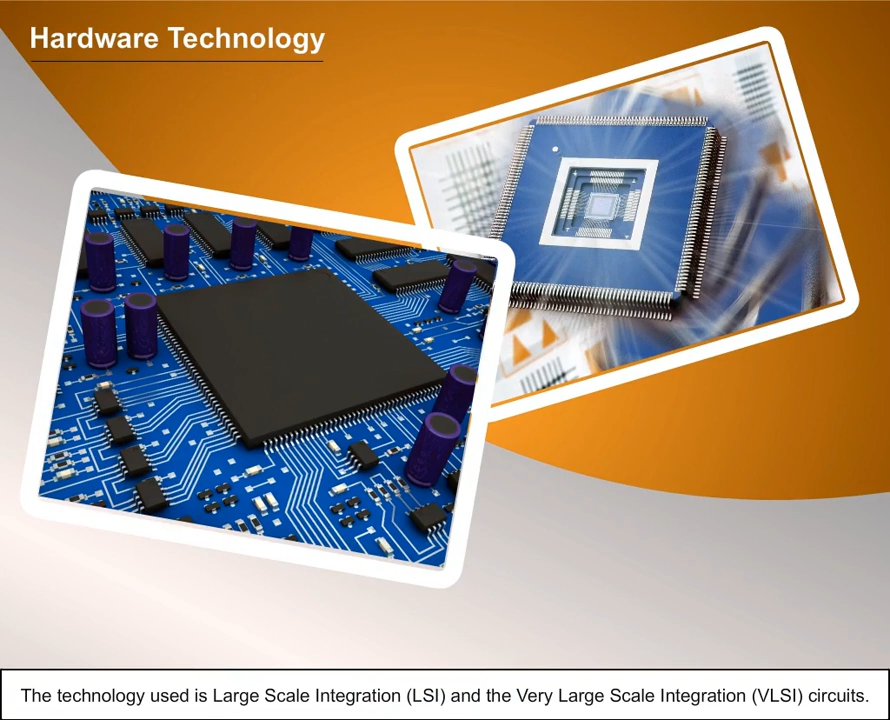 Hardware Technology
The technology used is Large Scale Integration (LSI) and the Very Large Scale Integration (VLSI) circuits.